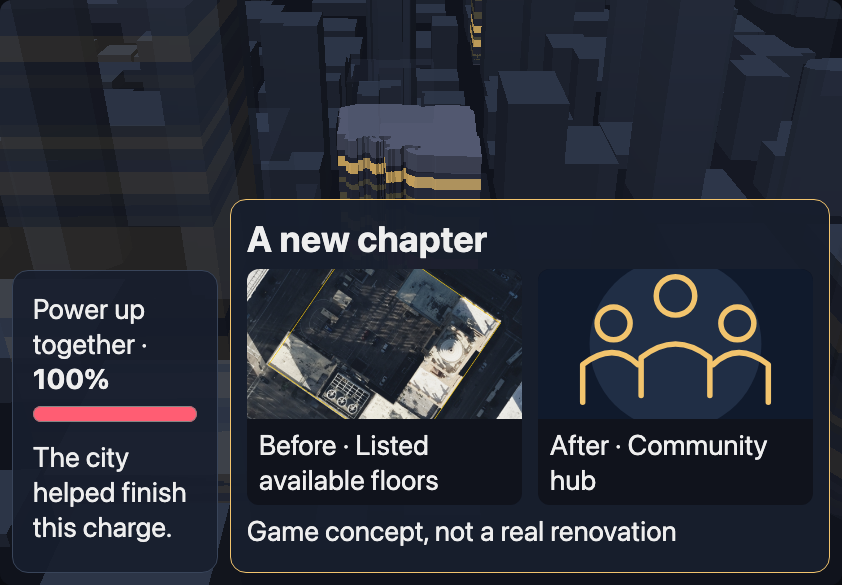 Power up
together ·
100%
The city
helped finish
this charge.
A new chapter
Before · Listed
available floors
After · Community
hub
Game concept, not a real renovation